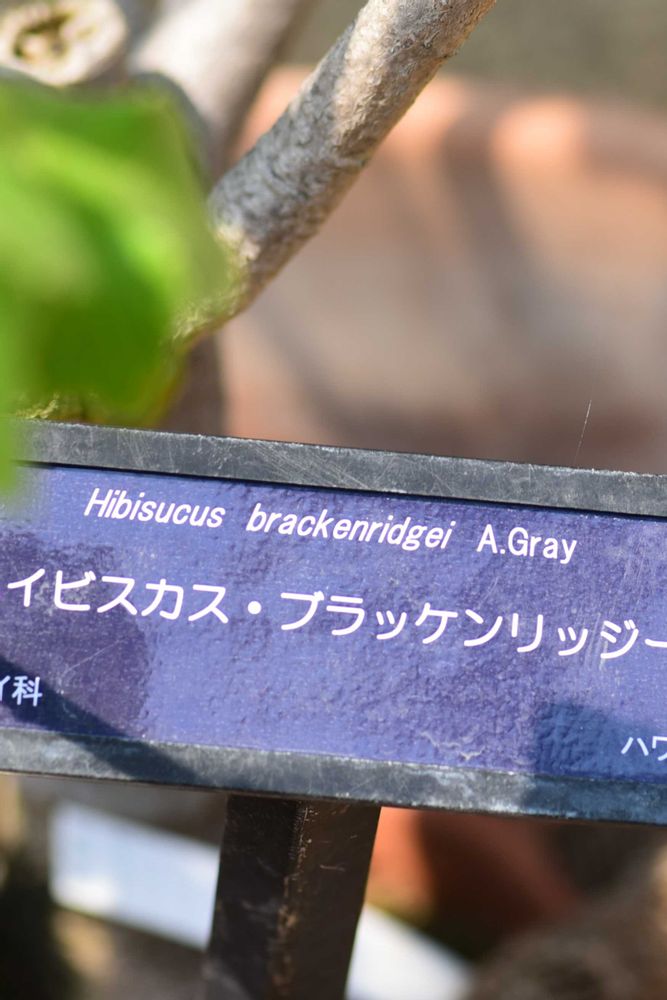 Hibisucus brackenridgei A.Gray
イビスカス・ブラッケンリッジー
イ科
ハワ